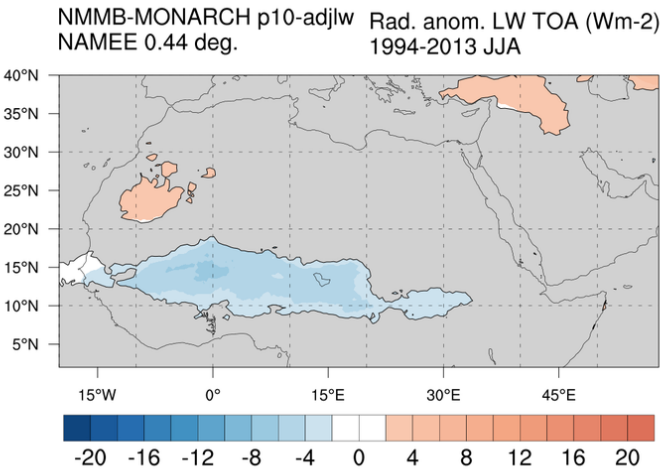 NMMB-MONARCH p10-adjlw Rad. anom. LW TOA (Wm-2)
NAMEE 0.44 deg. 1994-2013 JJA
40°N
35°N
30°N
25°N
20°N
15°N
10°N
5°N
15°W 0° 15°E 30°E 45°E
-20 -16 -12 -8 -4 0 4 8 12 16 20